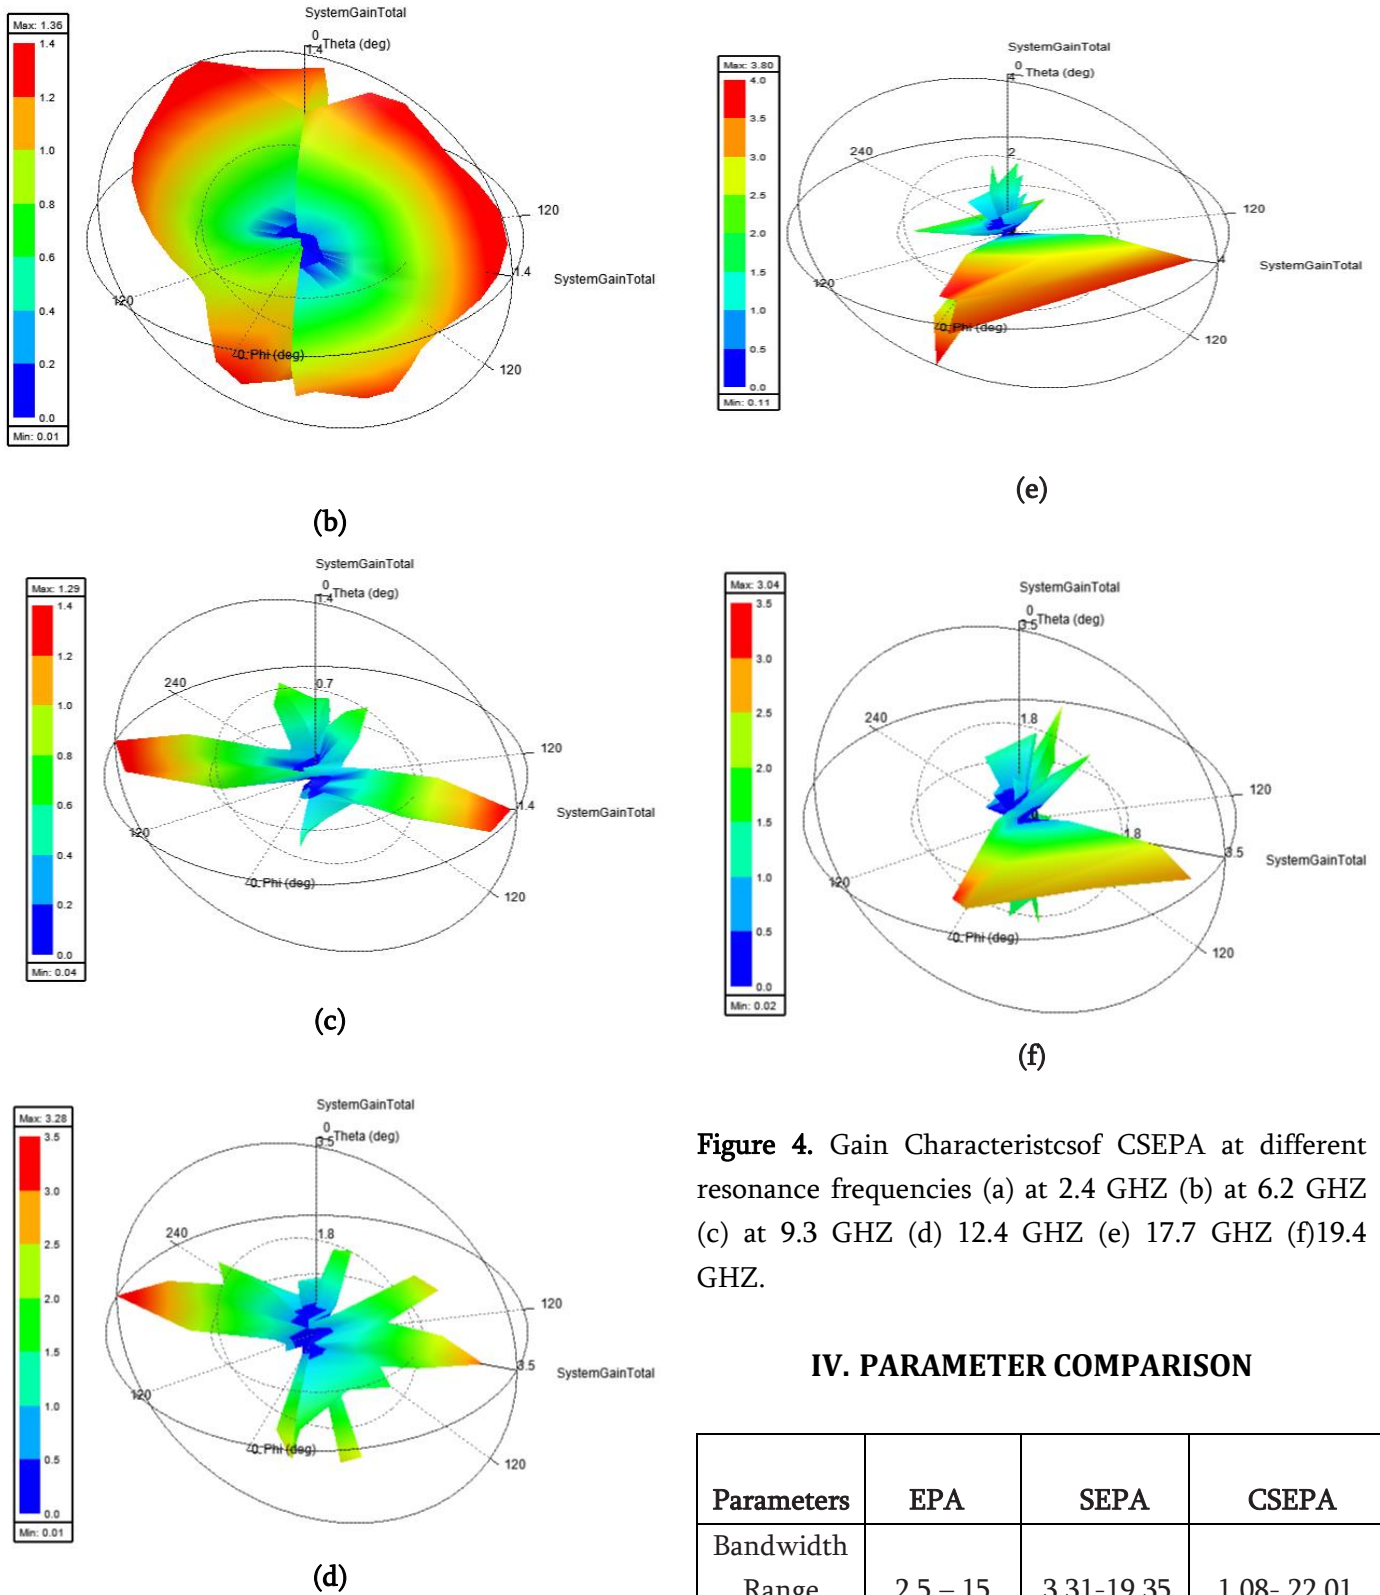 SystemGainTotal
Max: 1.36
1.4
1.2
1.0
0.8
0.6
0.4
0.2
0.0
Min: 0.01
0
1.4
Theta (deg)
120
1.4
SystemGainTotal
120
0. Phi (deg)
120
(b)
SystemGainTotal
Max: 1.29
1.4
1.2
1.0
0.8
0.6
0.4
0.2
0.0
Min: 0.04
0
1.4
Theta (deg)
240
0.7
120
1.4
SystemGainTotal
120
0. Phi (deg)
120
(c)
SystemGainTotal
Max: 3.28
3.5
3.0
2.5
2.0
1.5
1.0
0.5
0.0
Min: 0.01
0
3.5
Theta (deg)
240
1.8
120
3.5
SystemGainTotal
120
0. Phi (deg)
120
(d)
SystemGainTotal
Max: 3.80
4.0
3.5
3.0
2.5
2.0
1.5
1.0
0.5
0.0
Min: 0.11
0
4
Theta (deg)
240
2
120
4
SystemGainTotal
120
0. Phi (deg)
120
(e)
SystemGainTotal
Max: 3.04
3.5
3.0
2.5
2.0
1.5
1.0
0.5
0.0
Min: 0.02
0
3.5
Theta (deg)
240
1.8
120
1.8
3.5
SystemGainTotal
120
0. Phi (deg)
120
(f)
Figure 4. Gain Characteristcsof CSEPA at different
resonance frequencies (a) at 2.4 GHZ (b) at 6.2 GHZ
(c) at 9.3 GHZ (d) 12.4 GHZ (e) 17.7 GHZ (f)19.4
GHZ.
IV. PARAMETER COMPARISON
Parameters EPA SEPA CSEPA
Bandwidth
Range 2.5 – 15 3.31-19.35 1.08- 22.01